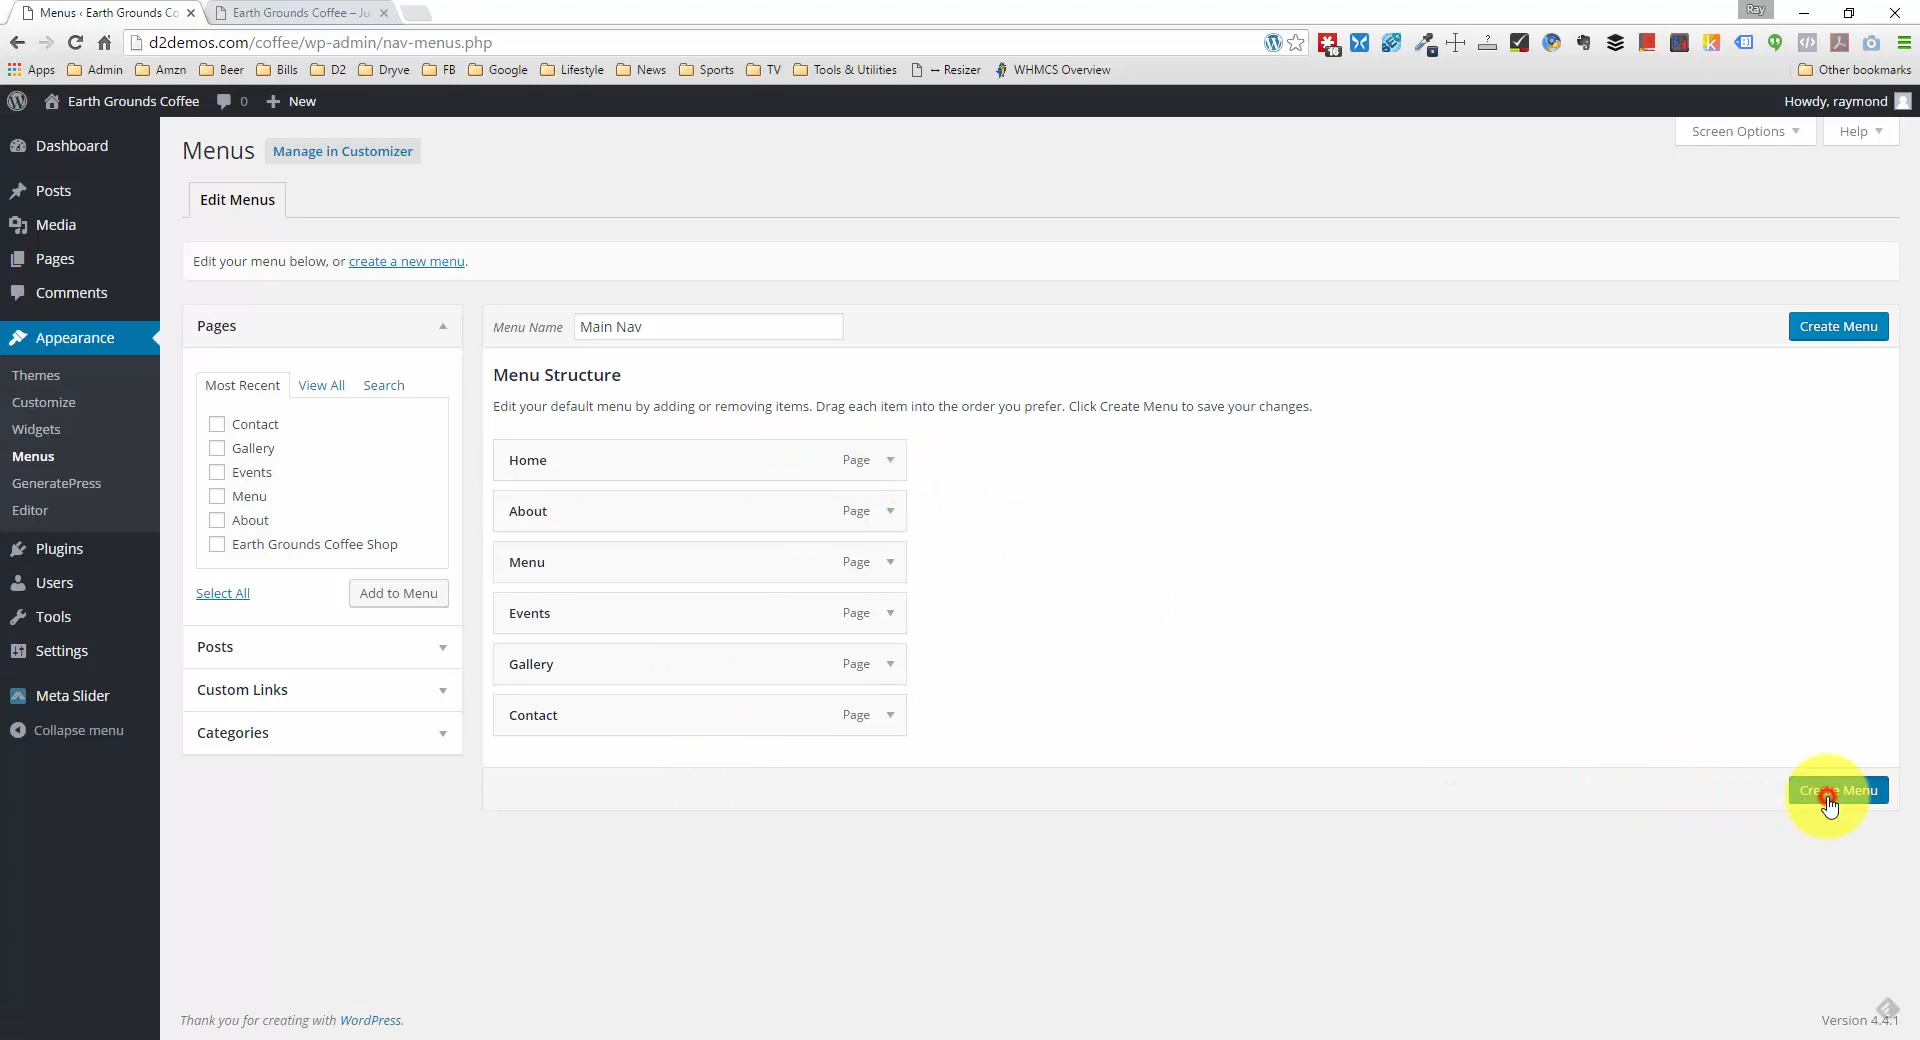 Menus ‹ Earth Grounds Co
Earth Grounds Coffee – Ju
Ray
d2demos.com/coffee/wp-admin/nav-menus.php
16
Apps Admin Amzn Beer Bills D2 Dryve FB Google Lifestyle News Sports TV Tools & Utilities ↔ Resizer WHMCS Overview Other bookmarks
Earth Grounds Coffee 0 + New Howdy, raymond
Screen Options Help
Menus Manage in Customizer
Edit Menus
Edit your menu below, or create a new menu.
Dashboard
Posts
Media
Pages
Comments
Appearance
Themes
Customize
Widgets
Menus
GeneratePress
Editor
Plugins
Users
Tools
Settings
Meta Slider
Collapse menu
Pages
Most Recent View All Search
Contact
Gallery
Events
Menu
About
Earth Grounds Coffee Shop
Select All Add to Menu
Posts
Custom Links
Categories
Menu Name Main Nav Create Menu
Menu Structure
Edit your default menu by adding or removing items. Drag each item into the order you prefer. Click Create Menu to save your changes.
Home Page
About Page
Menu Page
Events Page
Gallery Page
Contact Page
Create Menu
Thank you for creating with WordPress.
Version 4.4.1